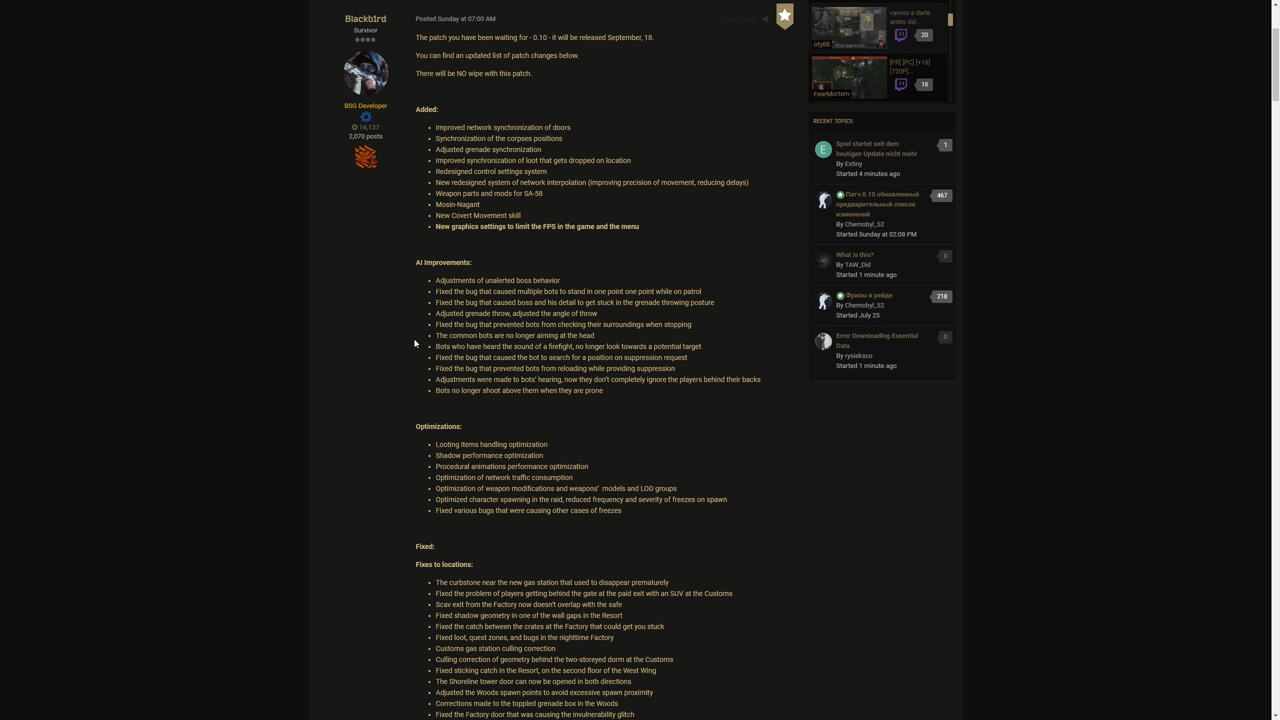 Blackb1rd
Survivor
BSG Developer
16,137
2,070 posts
Posted Sunday at 07:00 AM
The patch you have been waiting for - 0.10 - it will be released September, 18.
You can find an updated list of patch changes below.
There will be NO wipe with this patch.
Added:
Improved network synchronization of doors
Synchronization of the corpses positions
Adjusted grenade synchronization
Improved synchronization of loot that gets dropped on location
Redesigned control settings system
New redesigned system of network interpolation (improving precision of movement, reducing delays)
Weapon parts and mods for SA-58
Mosin-Nagant
New Covert Movement skill
New graphics settings to limit the FPS in the game and the menu
AI Improvements:
Adjustments of unalerted boss behavior
Fixed the bug that caused multiple bots to stand in one point one point while on patrol
Fixed the bug that caused boss and his detail to get stuck in the grenade throwing posture
Adjusted grenade throw, adjusted the angle of throw
Fixed the bug that prevented bots from checking their surroundings when stopping
The common bots are no longer aiming at the head
Bots who have heard the sound of a firefight, no longer look towards a potential target
Fixed the bug that caused the bot to search for a position on suppression request
Fixed the bug that prevented bots from reloading while providing suppression
Adjustments were made to bots' hearing, now they don't completely ignore the players behind their backs
Bots no longer shoot above them when they are prone
Optimizations:
Looting items handling optimization
Shadow performance optimization
Procedural animations performance optimization
Optimization of network traffic consumption
Optimization of weapon modifications and weapons' models and LOD groups
Optimized character spawning in the raid, reduced frequency and severity of freezes on spawn
Fixed various bugs that were causing other cases of freezes
Fixed:
Fixes to locations:
The curbstone near the new gas station that used to disappear prematurely
Fixed the problem of players getting behind the gate at the paid exit with an SUV at the Customs
Scav exit from the Factory now doesn't overlap with the safe
Fixed shadow geometry in one of the wall gaps in the Resort
Fixed the catch between the crates at the Factory that could get you stuck
Fixed loot, quest zones, and bugs in the nighttime Factory
Customs gas station culling correction
Culling correction of geometry behind the two-storeyed dorm at the Customs
Fixed sticking catch in the Resort, on the second floor of the West Wing
The Shoreline tower door can now be opened in both directions
Adjusted the Woods spawn points to avoid excessive spawn proximity
Corrections made to the toppled grenade box in the Woods
Fixed the Factory door that was causing the invulnerability glitch
vamos a darle
antes del...
oty88
20
[FR] [PC] [+18]
[720P]...
FearMortem
18
RECENT TOPICS
E
Spiel startet seit dem
heutigen Update nicht mehr
By Extiny
Started 4 minutes ago
1
Патч 0.10 обновленный
предварительный список
изменений
By Chernobyl_52
Started Sunday at 02:08 PM
467
What is this?
By TAW_Did
Started 1 minute ago
0
Фризы в рейде
By Chernobyl_52
Started July 25
218
Error Downloading Essential
Data
By rysieksco
Started 1 minute ago
0